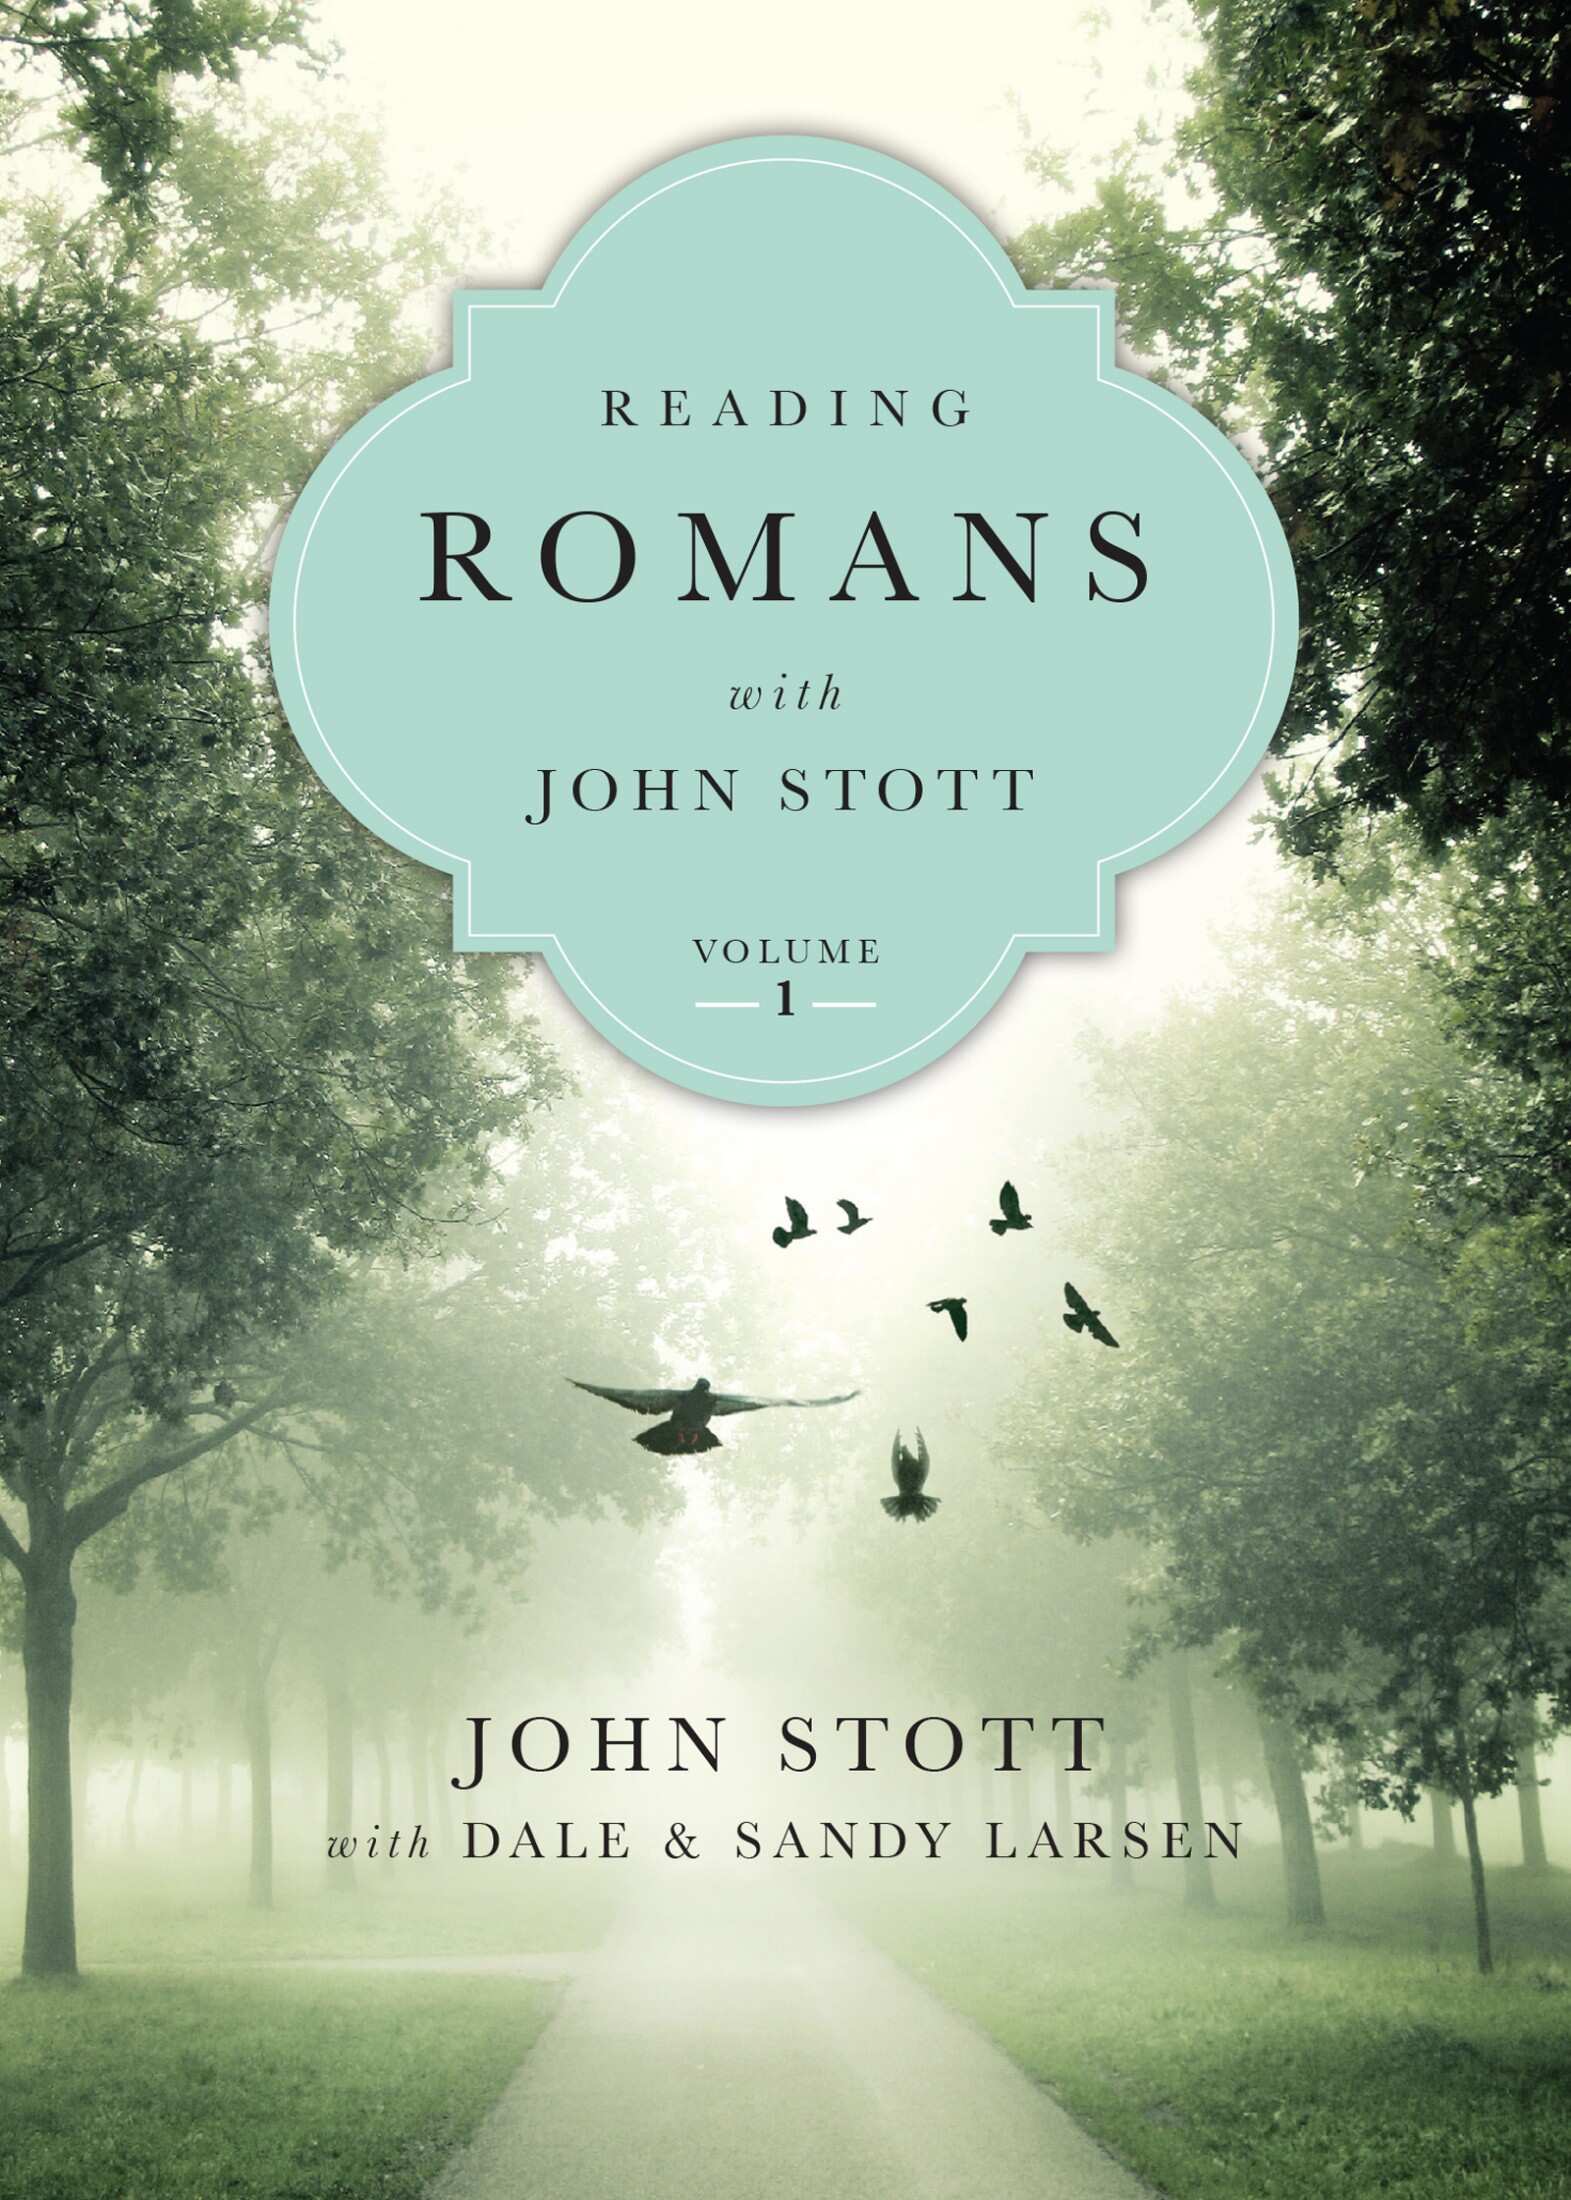 READING
ROMANS
with
JOHN STOTT
VOLUME
1
JOHN STOTT
with DALE & SANDY LARSEN